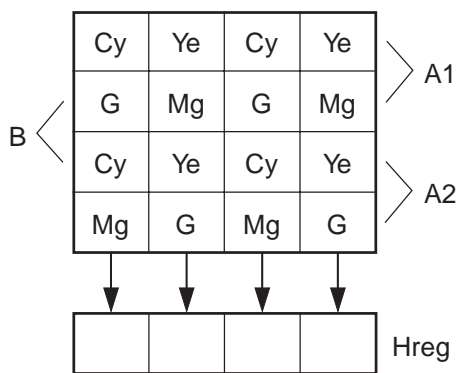 Cy Ye Cy Ye
A1
G Mg G Mg
B
Cy Ye Cy Ye
A2
Mg G Mg G
Hreg